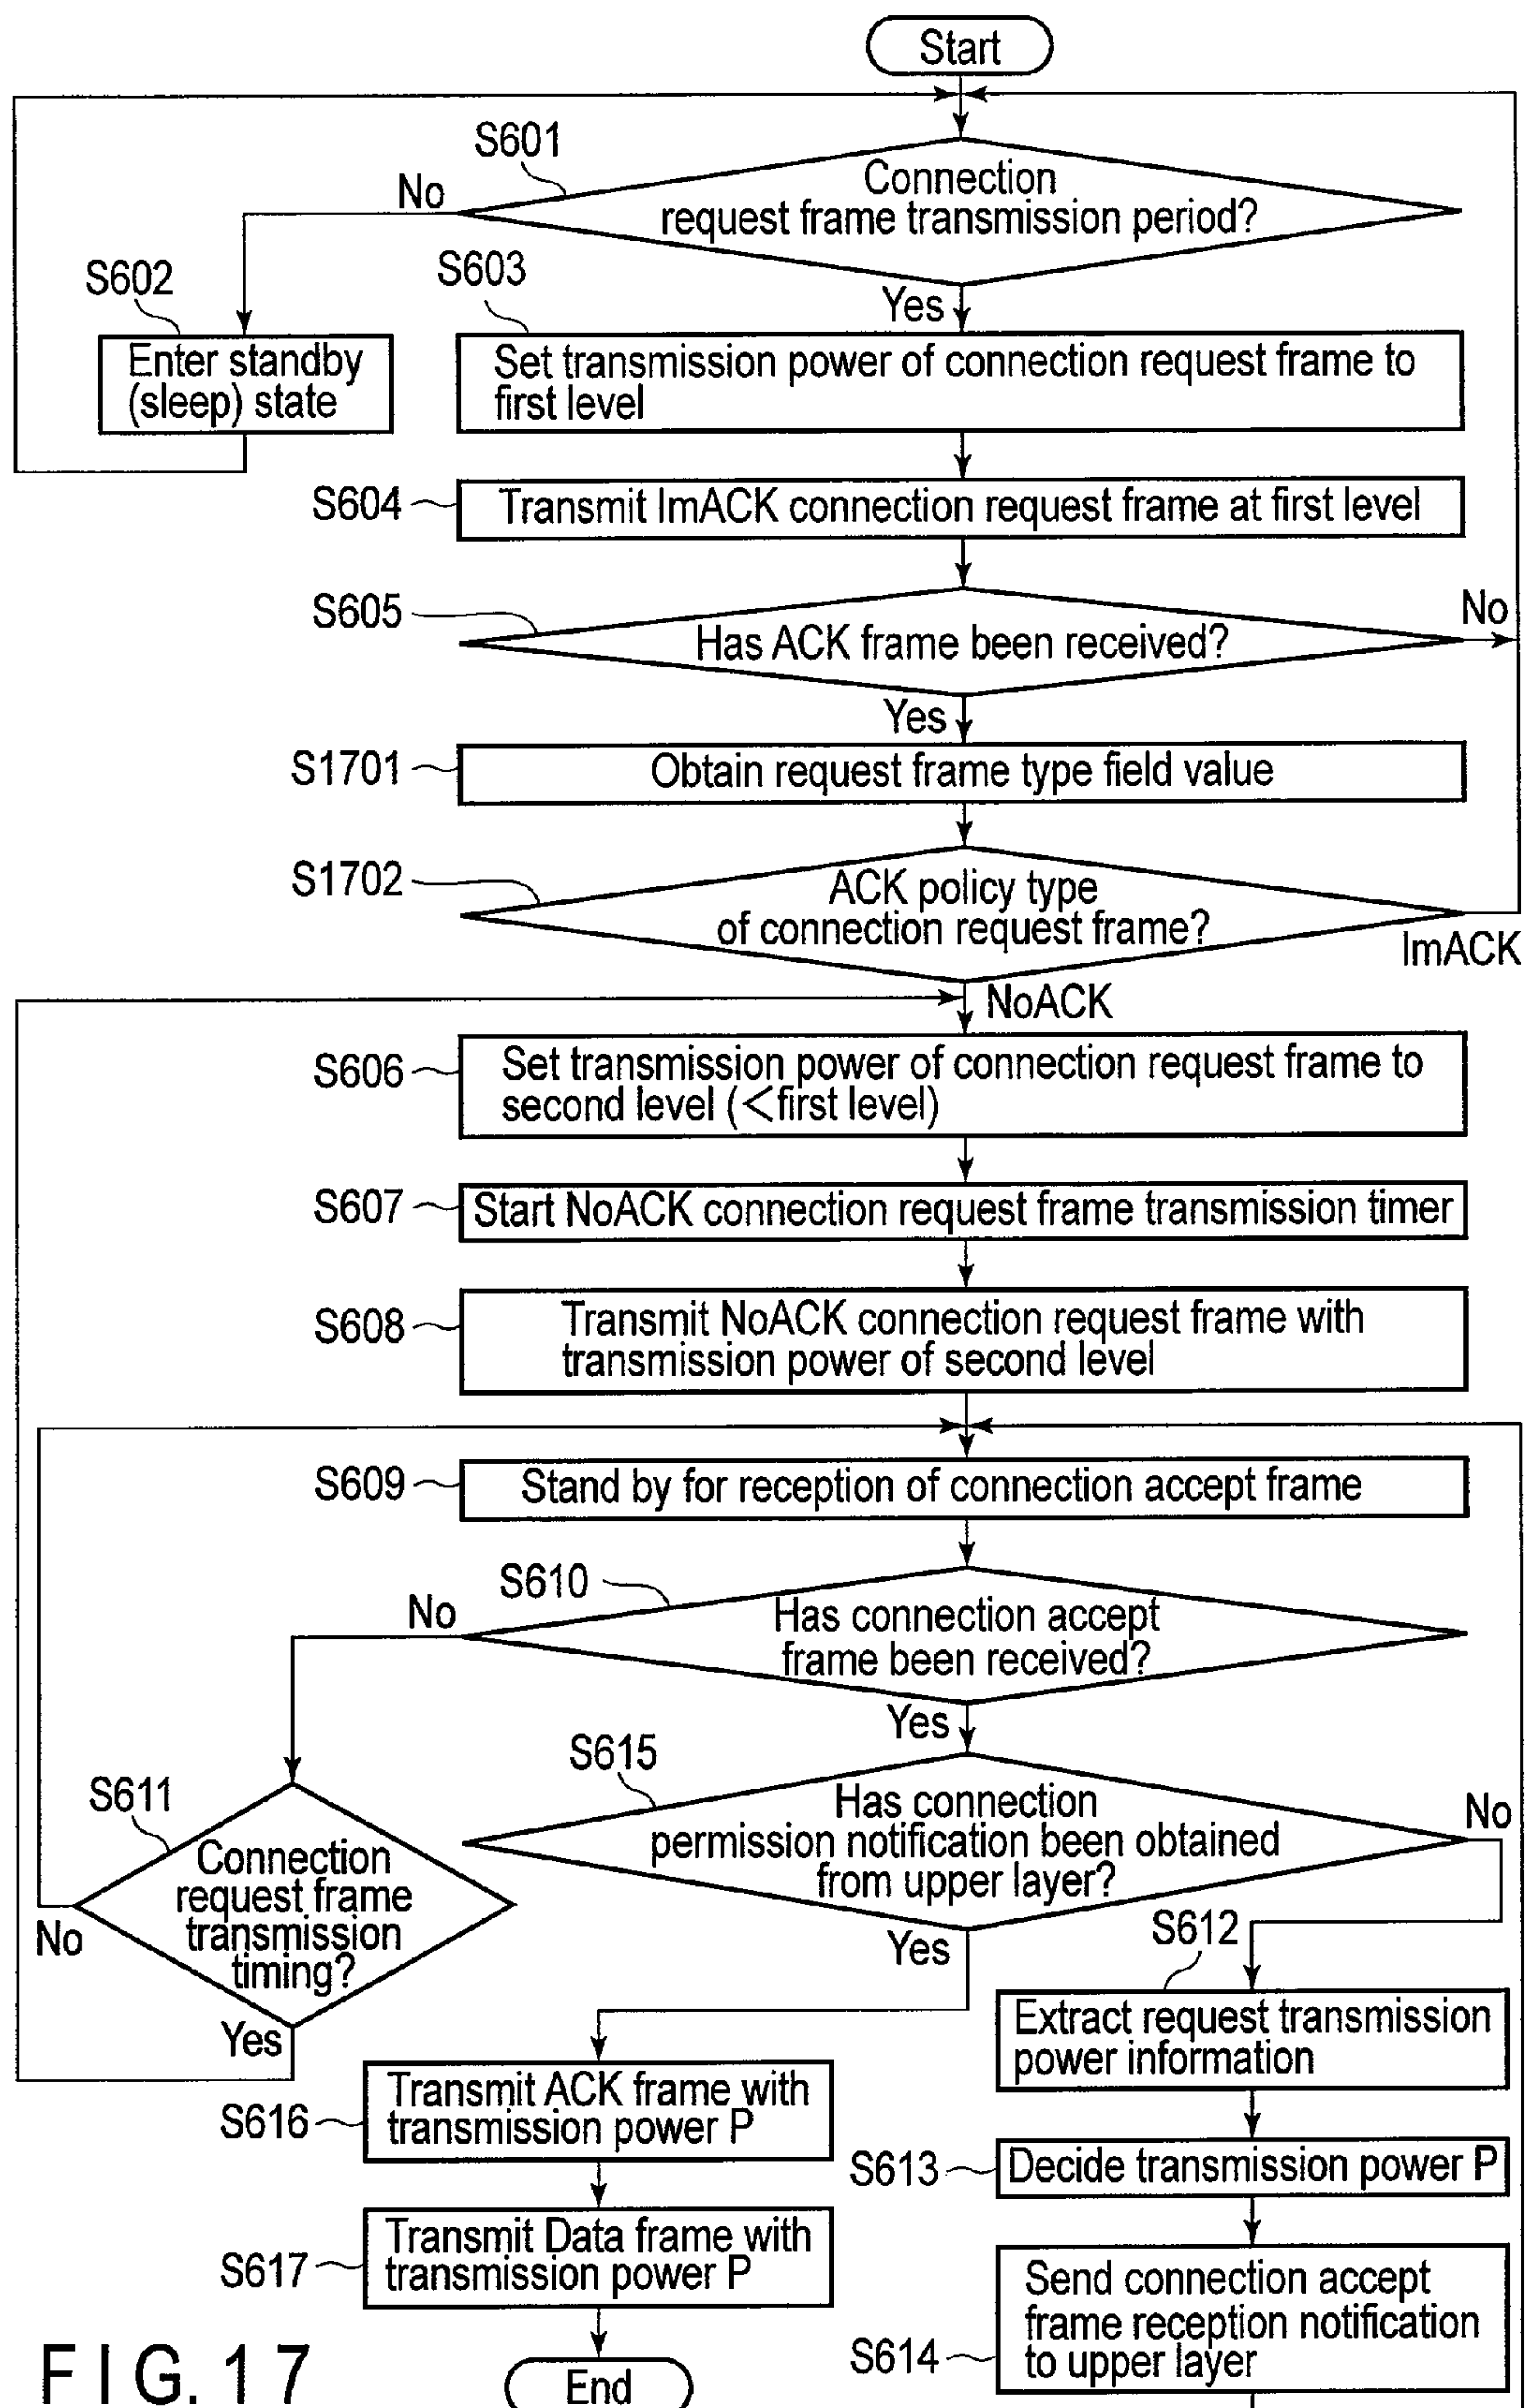 Start
S601
Connection
request frame transmission period?
No
S602
S603
Yes
Enter standby
(sleep) state
Set transmission power of connection request frame to
first level
S604
Transmit ImACK connection request frame at first level
S605
Has ACK frame been received?
No
Yes
S1701
Obtain request frame type field value
S1702
ACK policy type
of connection request frame?
ImACK
NoACK
S606
Set transmission power of connection request frame to
second level (<first level)
S607
Start NoACK connection request frame transmission timer
S608
Transmit NoACK connection request frame with
transmission power of second level
S609
Stand by for reception of connection accept frame
S610
Has connection accept
frame been received?
No
Yes
S615
Has connection
permission notification been obtained
from upper layer?
No
Yes
S611
Connection
request frame
transmission
timing?
No
Yes
S612
Extract request transmission
power information
S616
Transmit ACK frame with
transmission power P
S613
Decide transmission power P
S617
Transmit Data frame with
transmission power P
S614
Send connection accept
frame reception notification
to upper layer
End
FIG. 17